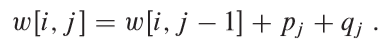 w[i, j] = w[i, j − 1] + p_j + q_j .